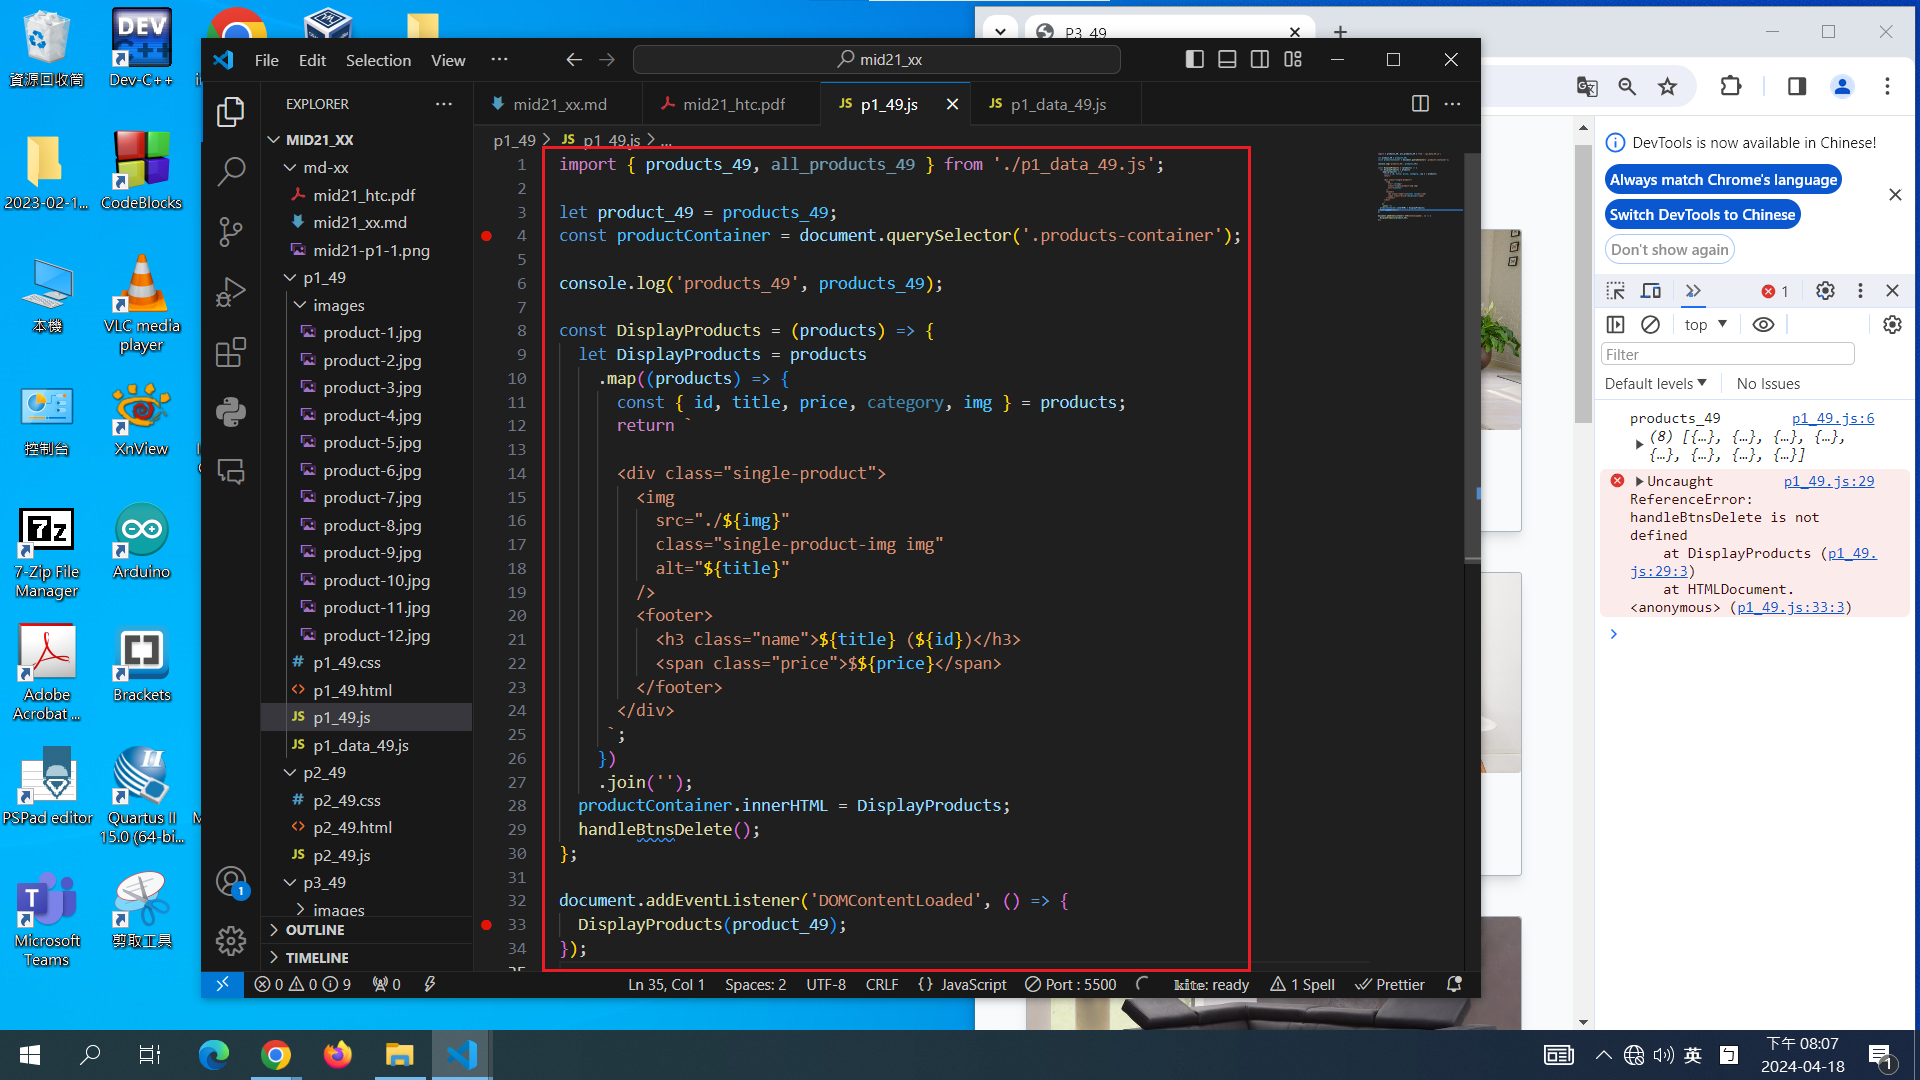 資源回收筒
Dev-C++
2023-02-1...
CodeBlocks
本機
VLC media
player
控制台
XnView
7-Zip File
Manager
Arduino
Adobe
Acrobat ...
Brackets
PSPad editor
Quartus II
15.0 (64-bi...
Microsoft
Teams
剪取工具
File
Edit
Selection
View
mid21_xx
EXPLORER
MID21_XX
md-xx
mid21_htc.pdf
mid21_xx.md
mid21-p1-1.png
p1_49
images
product-1.jpg
product-2.jpg
product-3.jpg
product-4.jpg
product-5.jpg
product-6.jpg
product-7.jpg
product-8.jpg
product-9.jpg
product-10.jpg
product-11.jpg
product-12.jpg
# p1_49.css
<> p1_49.html
JS p1_49.js
JS p1_data_49.js
p2_49
# p2_49.css
<> p2_49.html
JS p2_49.js
p3_49
images
OUTLINE
TIMELINE
mid21_xx.md
mid21_htc.pdf
JS p1_49.js
JS p1_data_49.js
p1_49 > JS p1_49.js > ...
1 import { products_49, all_products_49 } from './p1_data_49.js';
2
3 let product_49 = products_49;
4 const productContainer = document.querySelector('.products-container');
5
6 console.log('products_49', products_49);
7
8 const DisplayProducts = (products) => {
9 let DisplayProducts = products
10 .map((products) => {
11 const { id, title, price, category, img } = products;
12 return `
13
14 <div class="single-product">
15 <img
16 src="./${img}"
17 class="single-product-img img"
18 alt="${title}"
19 />
20 <footer>
21 <h3 class="name">${title} (${id})</h3>
22 <span class="price">$${price}</span>
23 </footer>
24 </div>
25 `;
26 })
27 .join('');
28 productContainer.innerHTML = DisplayProducts;
29 handleBtnsDelete();
30 };
31
32 document.addEventListener('DOMContentLoaded', () => {
33 DisplayProducts(product_49);
34 });
0 0 9
0
Ln 35, Col 1
Spaces: 2
UTF-8
CRLF
{} JavaScript
Port : 5500
kite: ready
1 Spell
Prettier
P3_49
DevTools is now available in Chinese!
Always match Chrome's language
Switch DevTools to Chinese
Don't show again
1
top
Filter
Default levels
No Issues
products_49 p1_49.js:6
(8) [{…}, {…}, {…}, {…},
{…}, {…}, {…}, {…}]
Uncaught p1_49.js:29
ReferenceError:
handleBtnsDelete is not
defined
at DisplayProducts (p1_49.
js:29:3)
at HTMLDocument.
<anonymous> (p1_49.js:33:3)
英
下午 08:07
2024-04-18
1